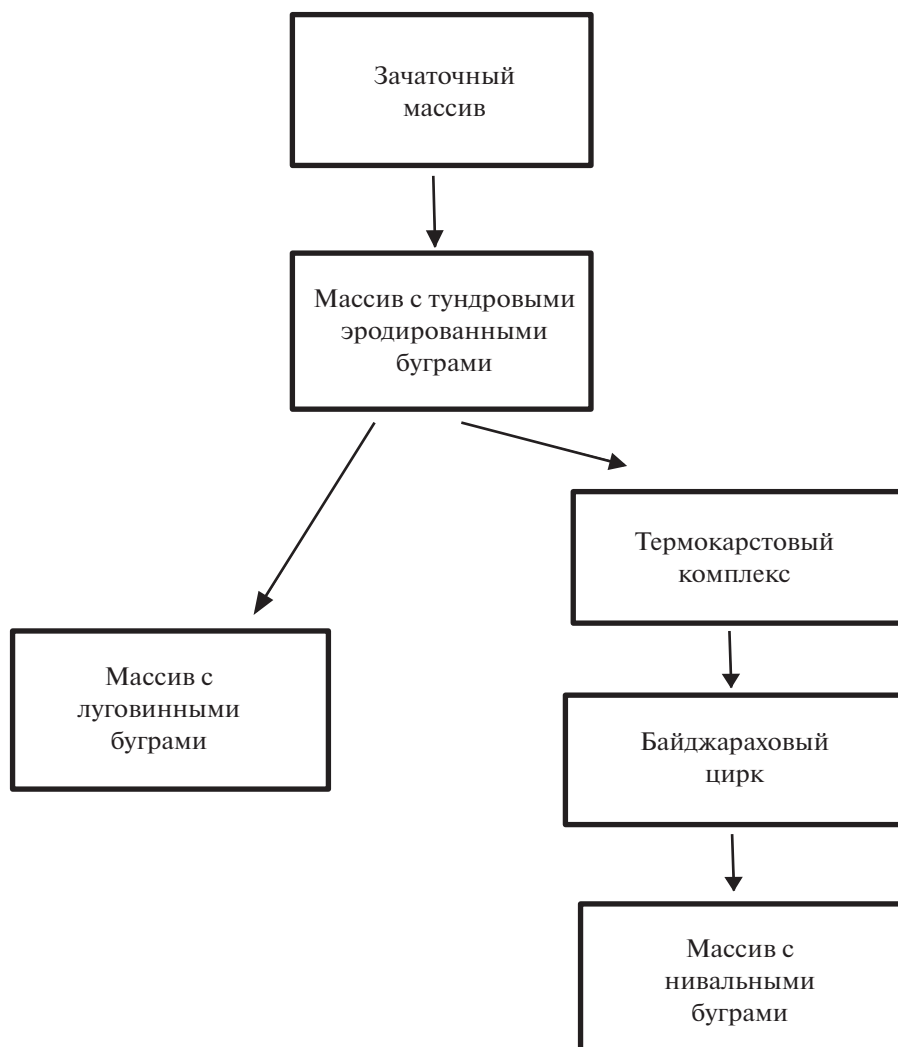 Зачаточный
массив
Массив с тундровыми
эродированными
буграми
Термокарстовый
комплекс
Массив с
луговинными
буграми
Байджараховый
цирк
Массив с
нивальными
буграми